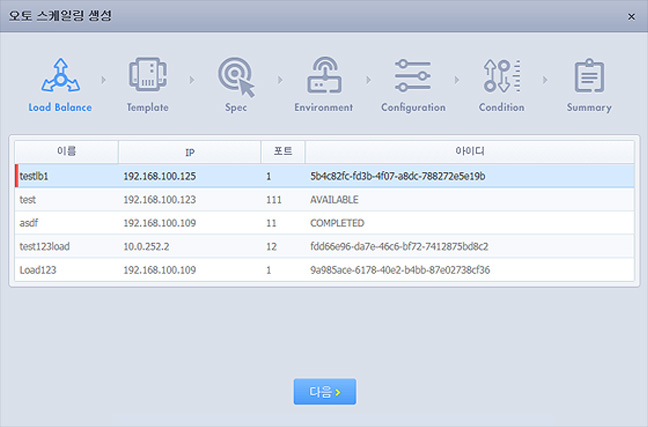 오토 스케일링 생성
Load Balance Template Spec Environment Configuration Condition Summary
이름 IP 포트 아이디
testlb1 192.168.100.125 1 5b4c82fc-fd3b-4f07-a8dc-788272e5e19b
test 192.168.100.123 111 AVAILABLE
asdf 192.168.100.109 11 COMPLETED
test123load 10.0.252.2 12 fdd66e96-da7e-46c6-bf72-7412875bd8c2
Load123 192.168.100.109 1 9a985ace-6178-40e2-b4bb-87e02738cf36
다음